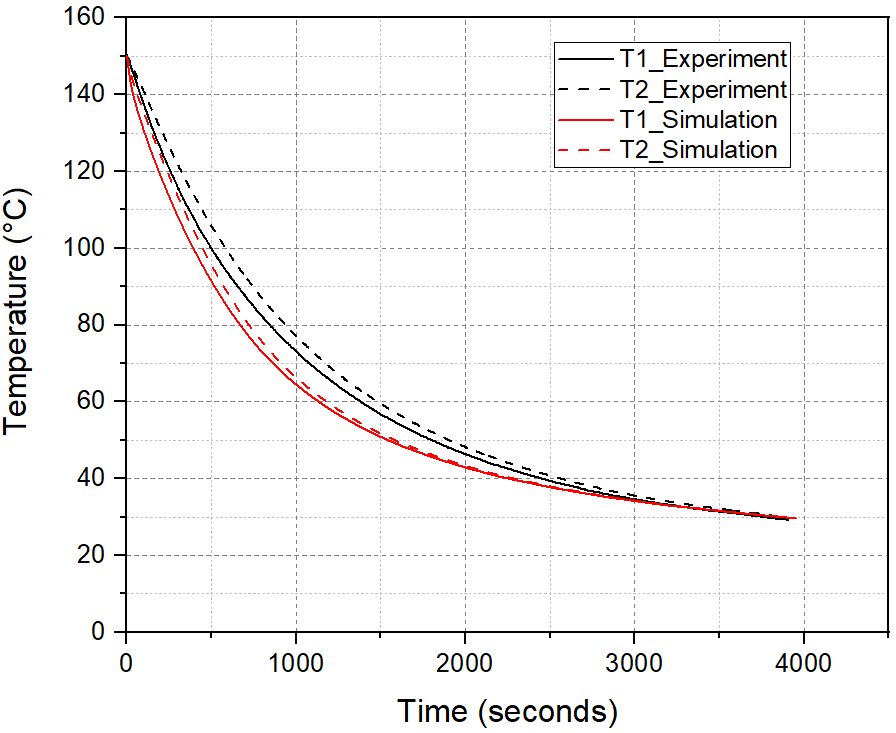 160
140
120
100
80
60
40
20
0
0 1000 2000 3000 4000
Temperature (°C)
Time (seconds)
T1_Experiment
T2_Experiment
T1_Simulation
T2_Simulation